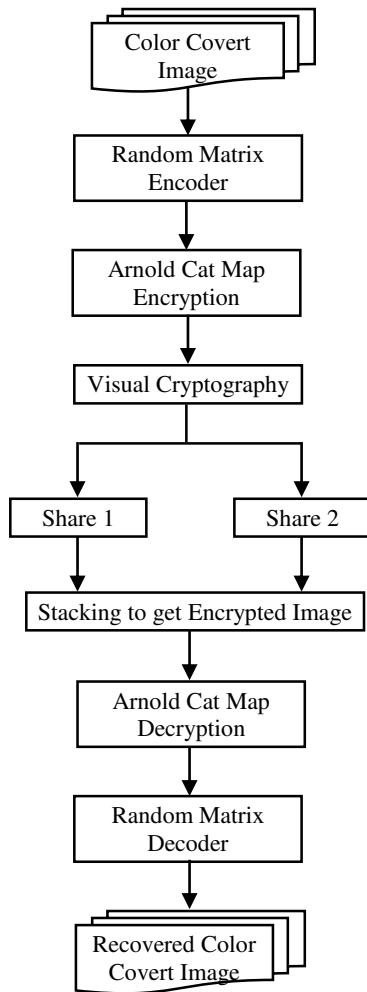 Color Covert
Image
Random Matrix
Encoder
Arnold Cat Map
Encryption
Visual Cryptography
Share 1
Share 2
Stacking to get Encrypted Image
Arnold Cat Map
Decryption
Random Matrix
Decoder
Recovered Color
Covert Image